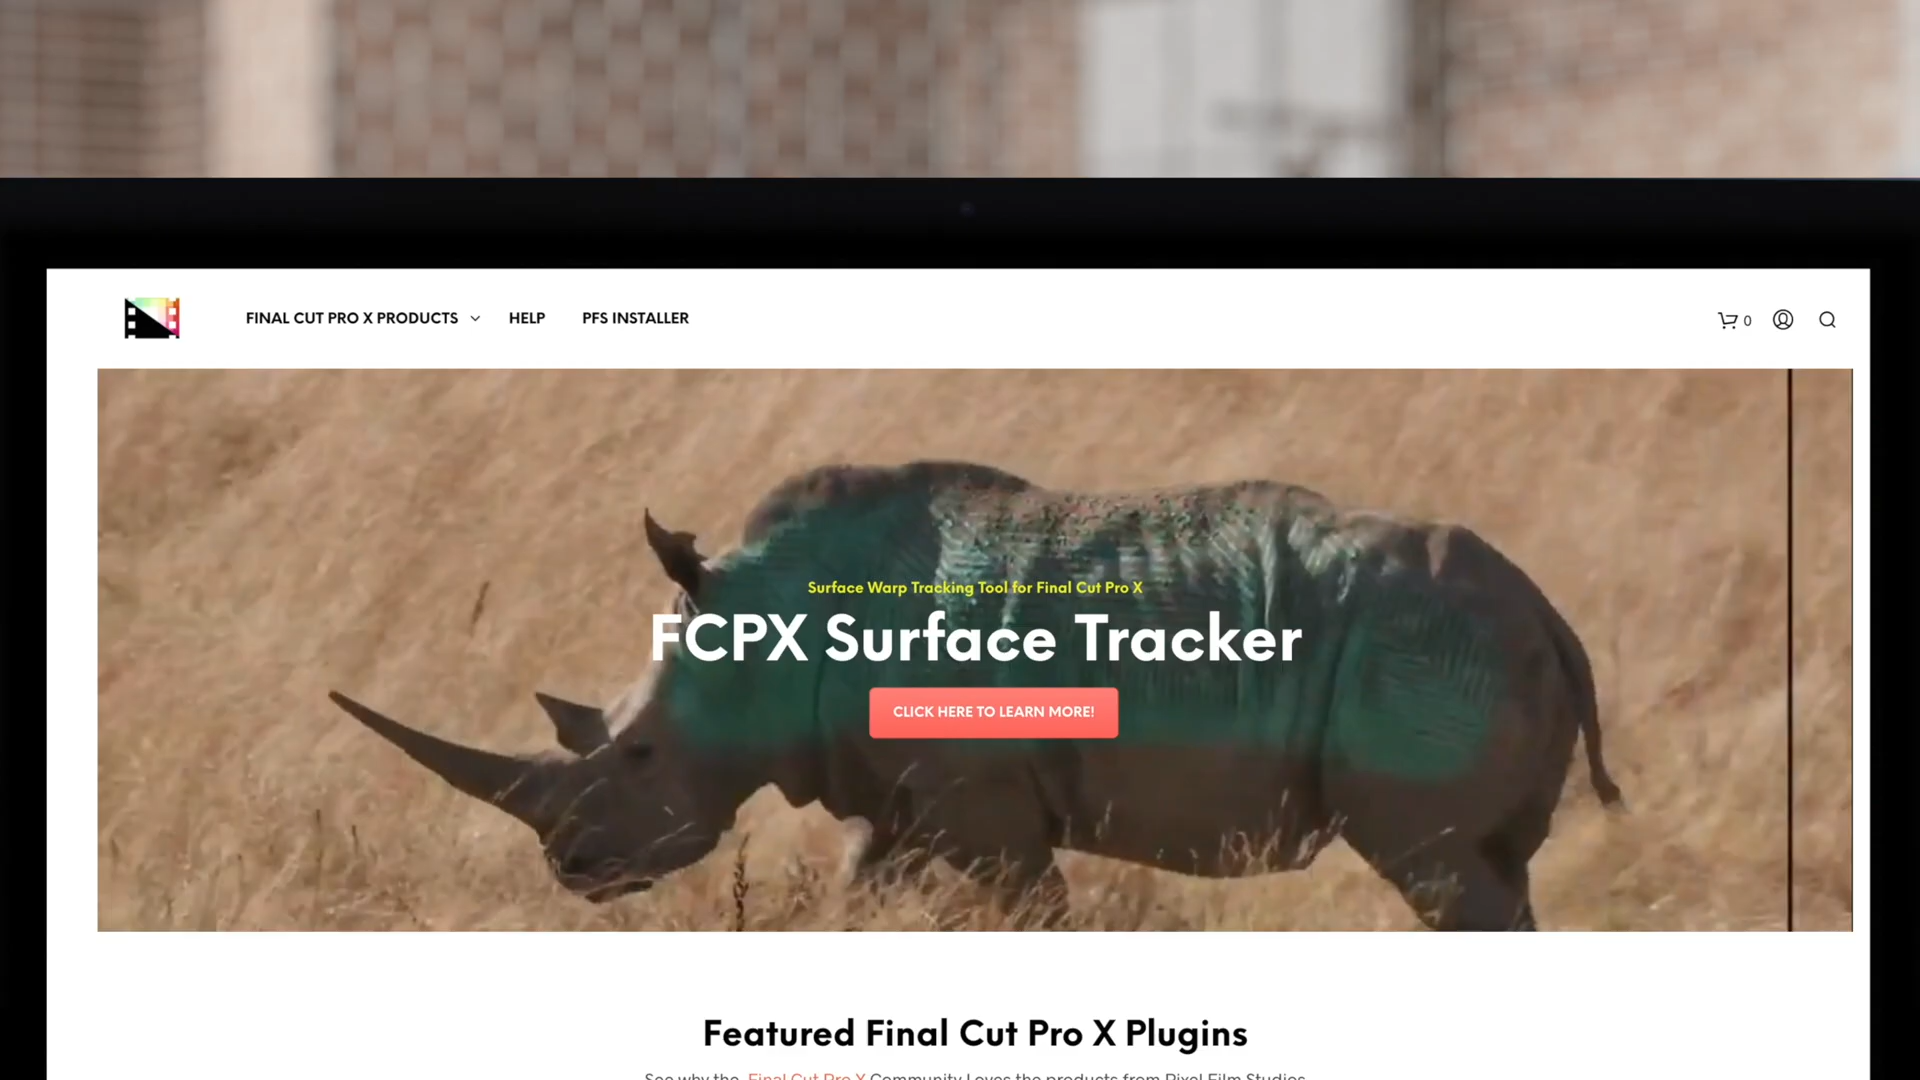 FINAL CUT PRO X PRODUCTS HELP PFS INSTALLER 0
Surface Warp Tracking Tool for Final Cut Pro X
FCPX Surface Tracker
CLICK HERE TO LEARN MORE!
Featured Final Cut Pro X Plugins
See why the Final Cut Pro X Community Loves the products from Pixel Film Studios